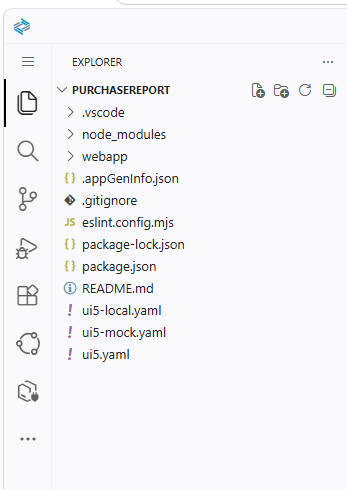 EXPLORER
PURCHASEREPORT
.vscode
node_modules
webapp
{} .appGenInfo.json
.gitignore
JS eslint.config.mjs
{} package-lock.json
{} package.json
README.md
! ui5-local.yaml
! ui5-mock.yaml
! ui5.yaml